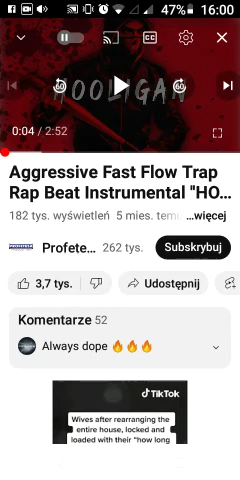 47% 16:00
CC
60 60
HOOLIGAN
0:04 / 2:52
Aggressive Fast Flow Trap
Rap Beat Instrumental "HO...
182 tys. wyświetleń 5 mies. temu ...więcej
Profete... 262 tys. Subskrybuj
3,7 tys. Udostępnij
Komentarze 52
Always dope 🔥🔥🔥
TikTok
Wives after rearranging the
entire house, locked and
loaded with their "how long